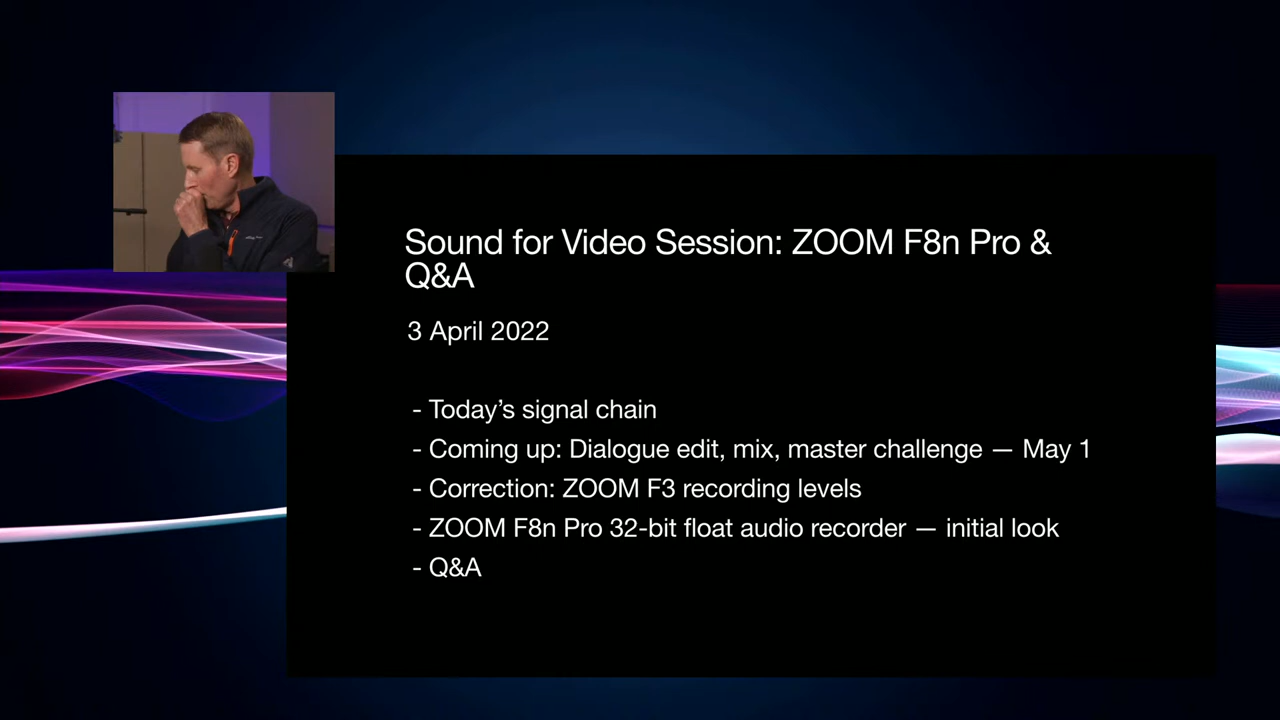 Sound for Video Session: ZOOM F8n Pro &
Q&A
3 April 2022
- Today’s signal chain
- Coming up: Dialogue edit, mix, master challenge — May 1
- Correction: ZOOM F3 recording levels
- ZOOM F8n Pro 32-bit float audio recorder — initial look
- Q&A